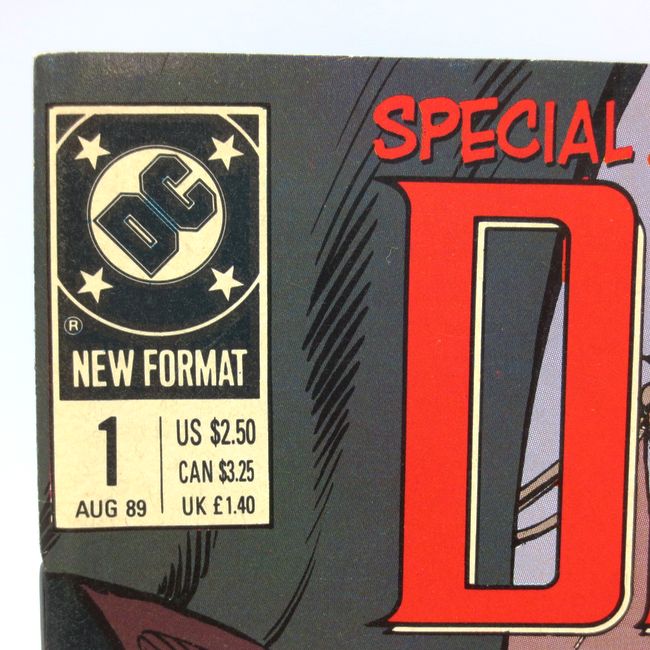 DC
®
NEW FORMAT
1
AUG 89
US $2.50
CAN $3.25
UK £1.40
SPECIAL
D